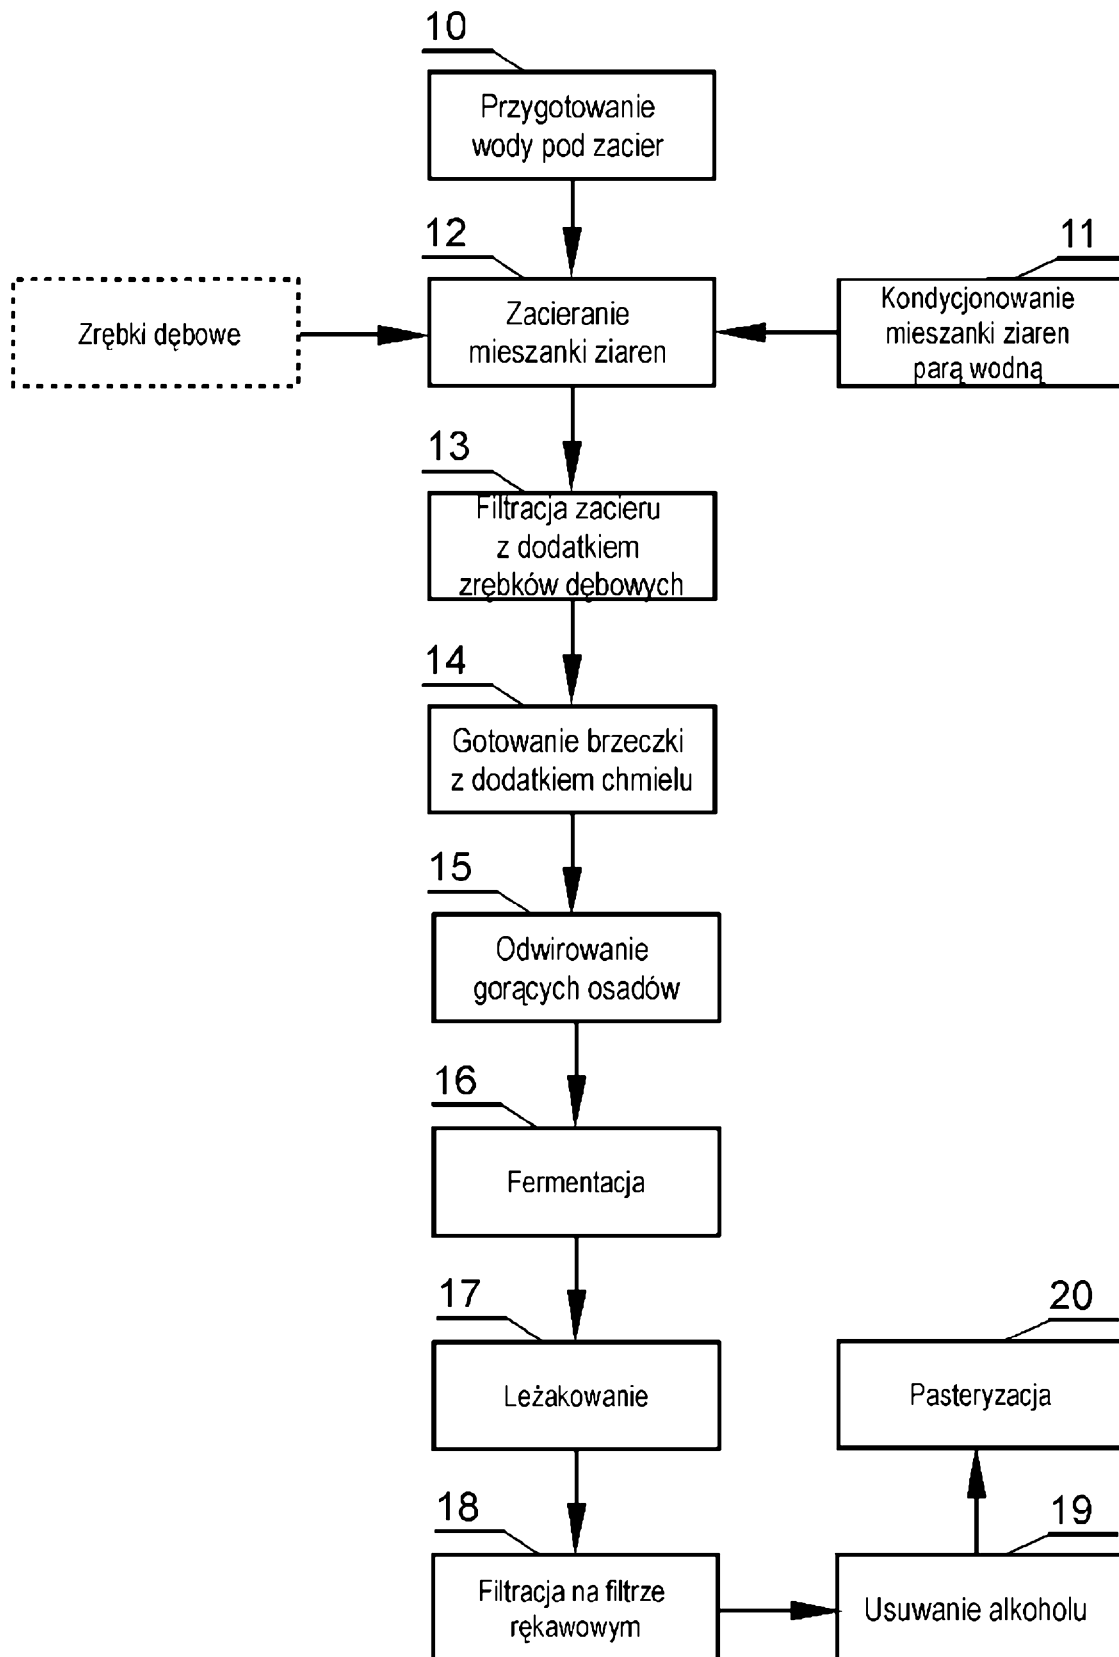 10
Przygotowanie
wody pod zacier
12
11
Zrębki dębowe
Zacieranie
mieszanki ziaren
Kondycjonowanie
mieszanki ziaren
parą wodną
13
Filtracja zacieru
z dodatkiem
zrębków dębowych
14
Gotowanie brzeczki
z dodatkiem chmielu
15
Odwirowanie
gorących osadów
16
Fermentacja
17
20
Leżakowanie
Pasteryzacja
18
19
Filtracja na filtrze
rękawowym
Usuwanie alkoholu